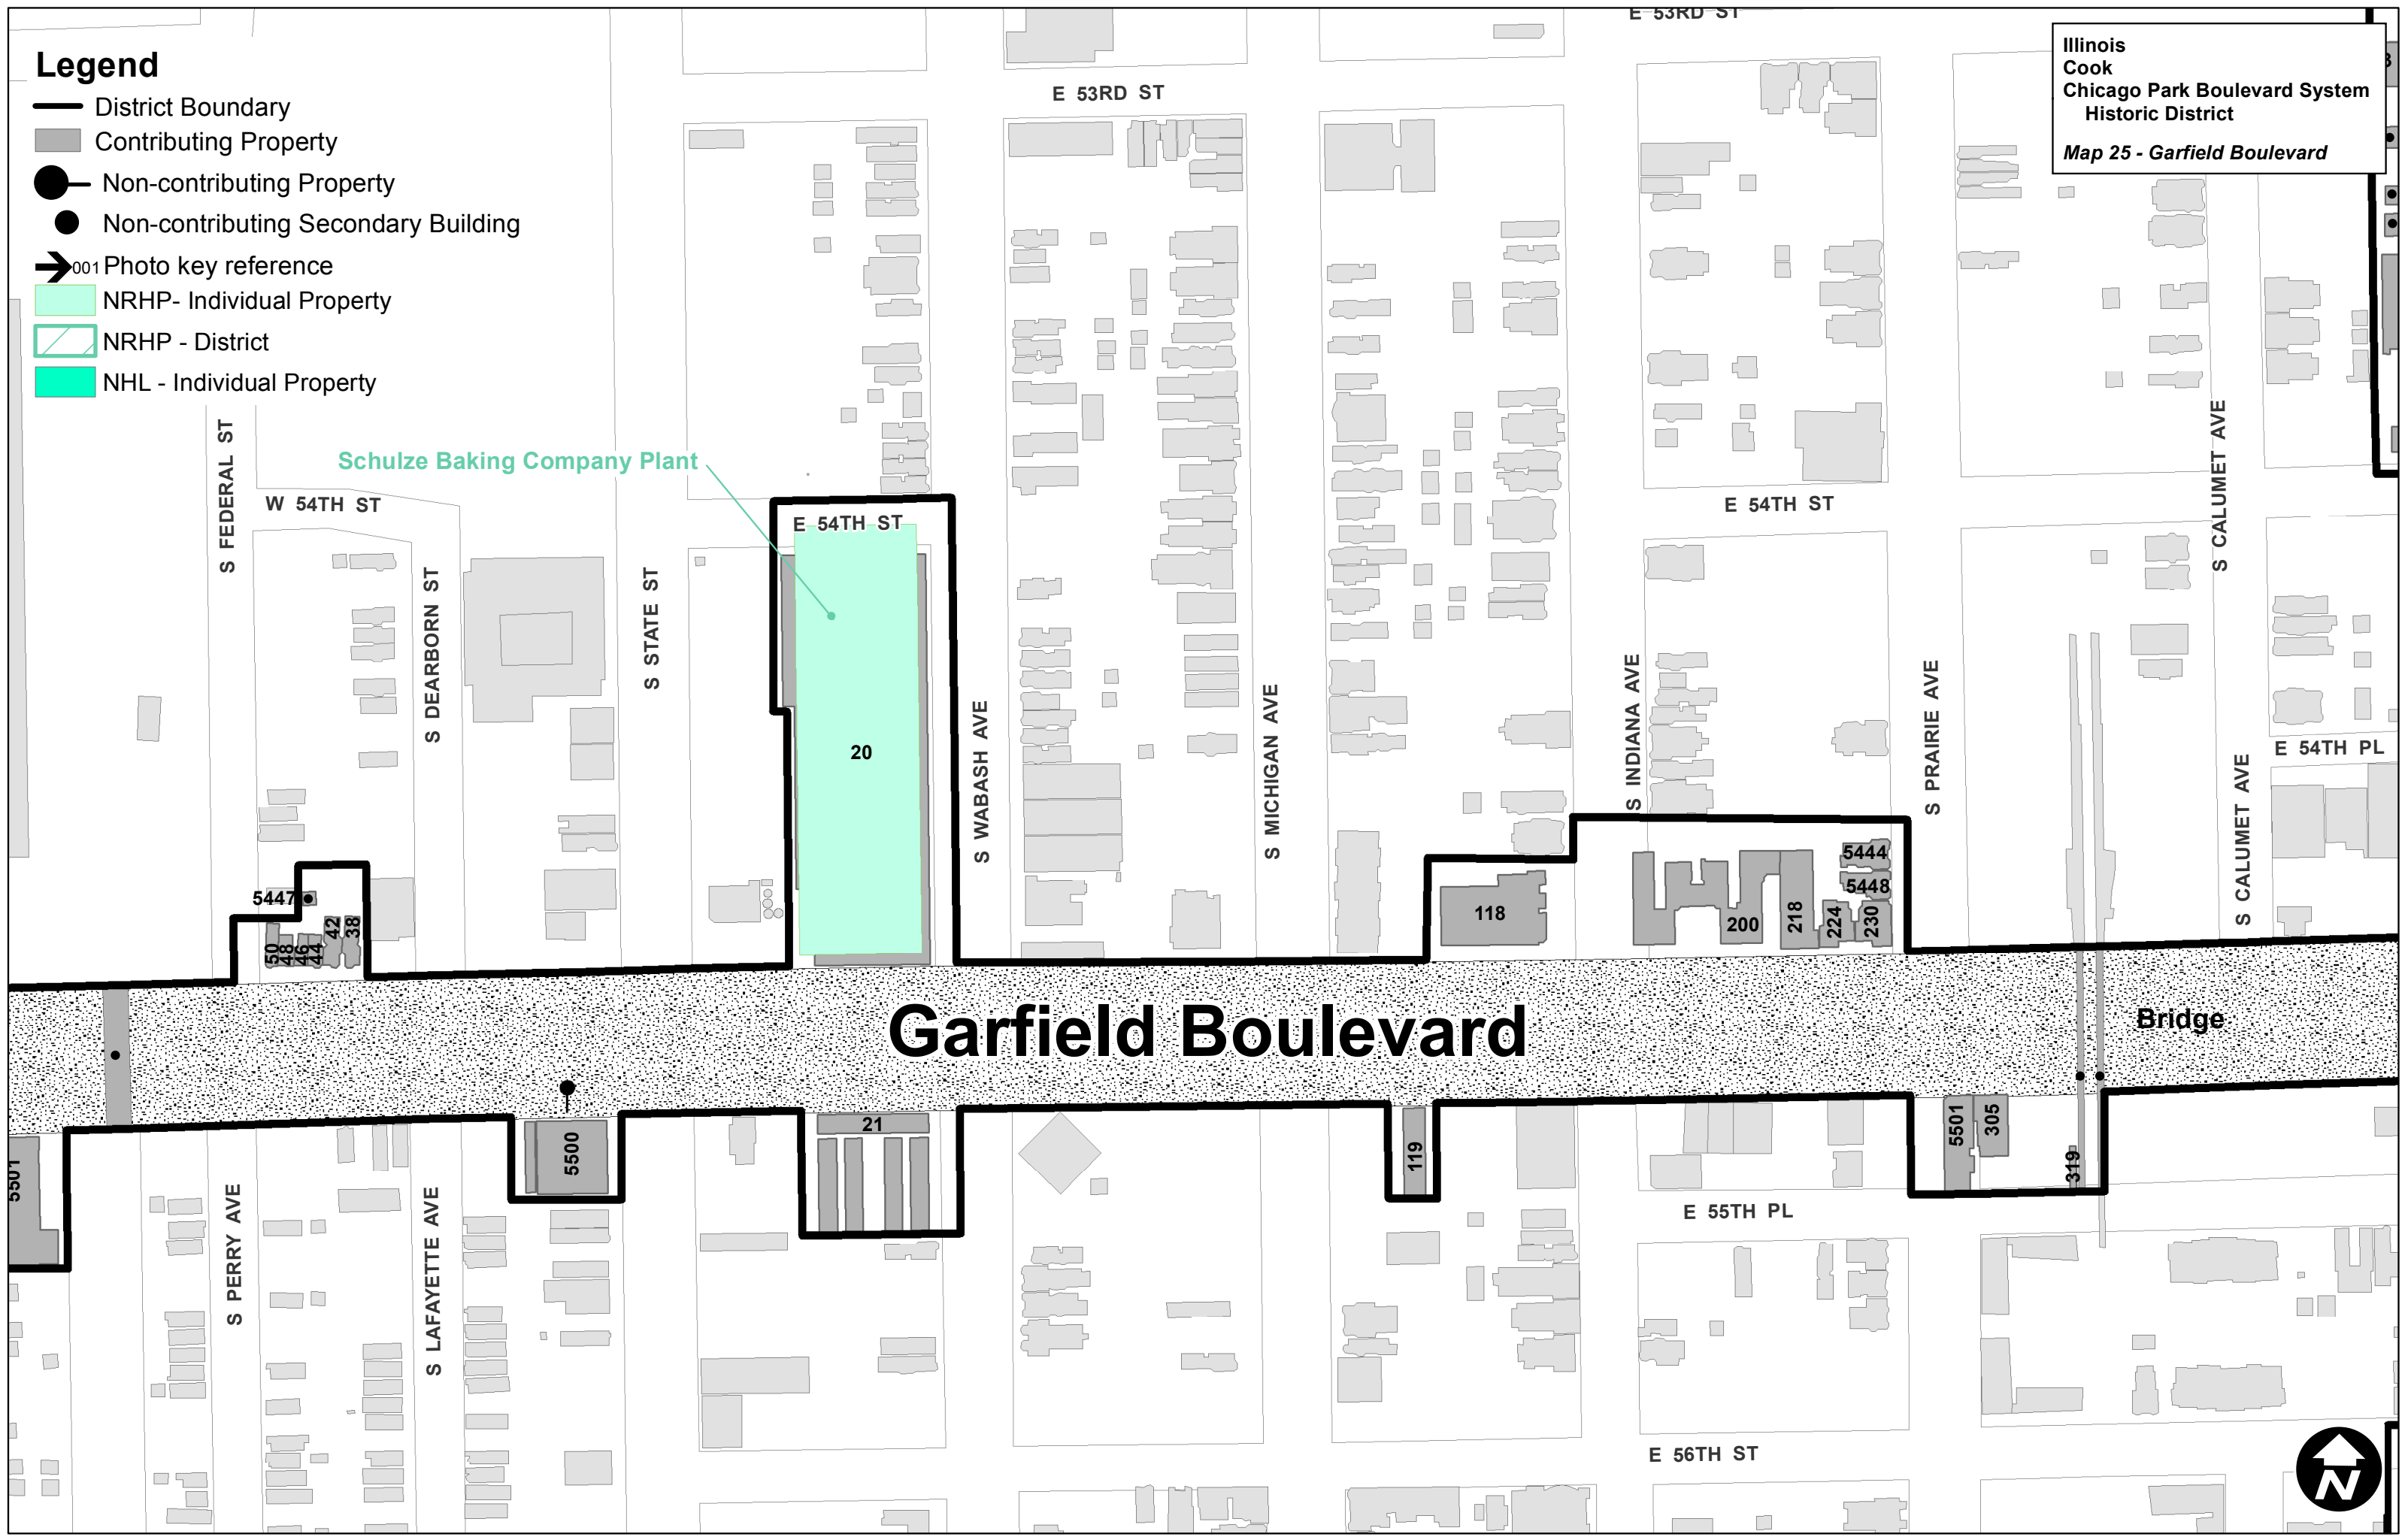 E 53RD ST
Legend
District Boundary
Contributing Property
Non-contributing Property
Non-contributing Secondary Building
001 Photo key reference
NRHP- Individual Property
NRHP - District
NHL - Individual Property
Illinois
Cook
Chicago Park Boulevard System
Historic District
Map 25 - Garfield Boulevard
E 53RD ST
S FEDERAL ST
W 54TH ST
S DEARBORN ST
S STATE ST
Schulze Baking Company Plant
E 54TH ST
20
S WABASH AVE
S MICHIGAN AVE
S INDIANA AVE
E 54TH ST
S PRAIRIE AVE
S CALUMET AVE
E 54TH PL
S CALUMET AVE
5447
50
48
46
44
42
38
118
200
218
224
230
5444
5448
Garfield Boulevard
Bridge
5501
S PERRY AVE
S LAFAYETTE AVE
5500
21
119
5501
305
319
E 55TH PL
E 56TH ST
N